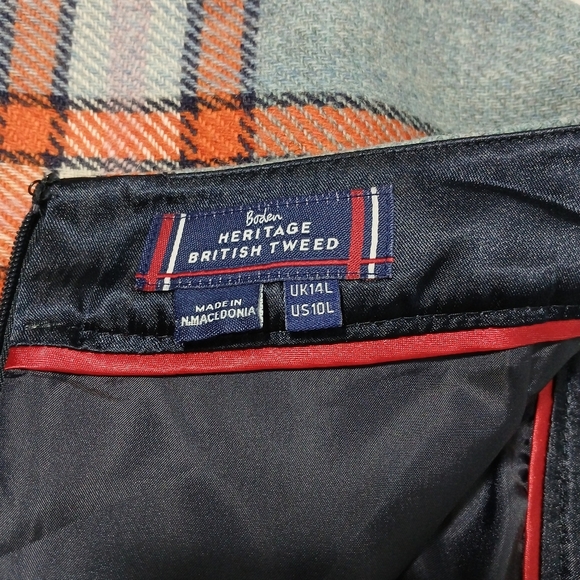 Boden
HERITAGE
BRITISH TWEED
MADE IN
N.MACEDONIA
UK14L
US10L